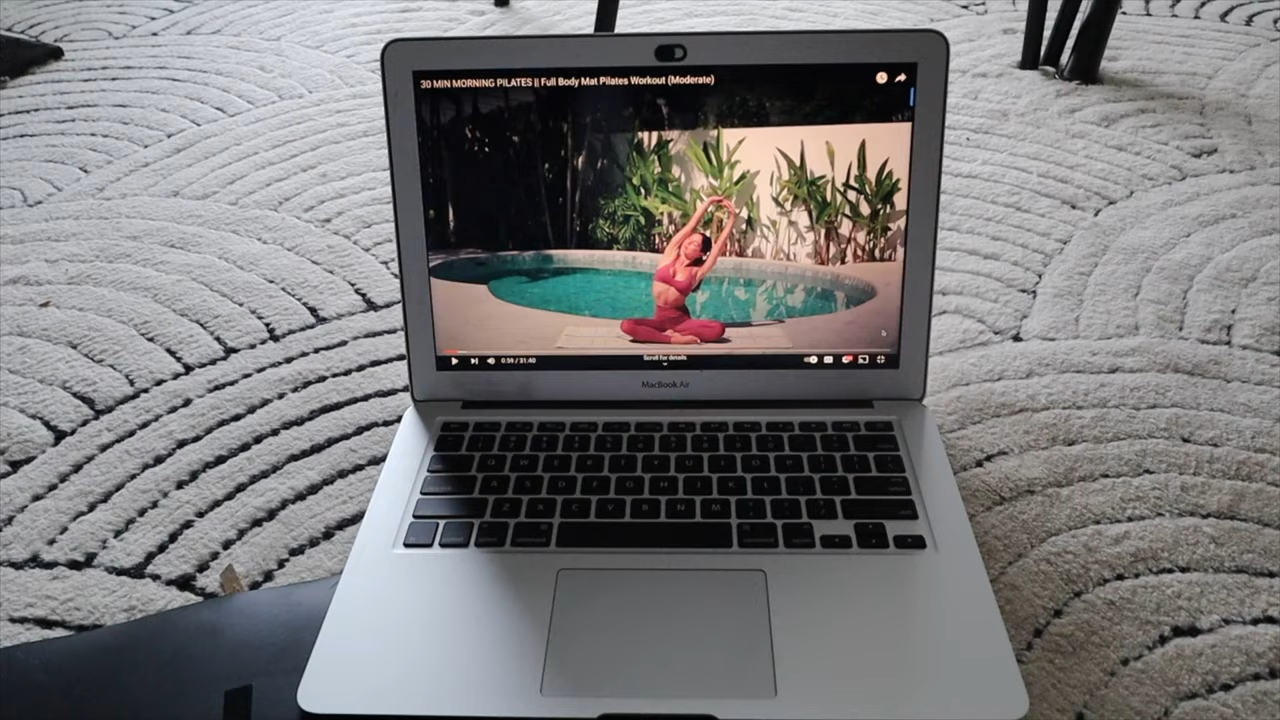 30 MIN MORNING PILATES || Full Body Mat Pilates Workout (Moderate)
0:59 / 31:40
Scroll for details
MacBook Air
Q W E R T Y U I O P
A S D F G H J K L
Z X C V B N M